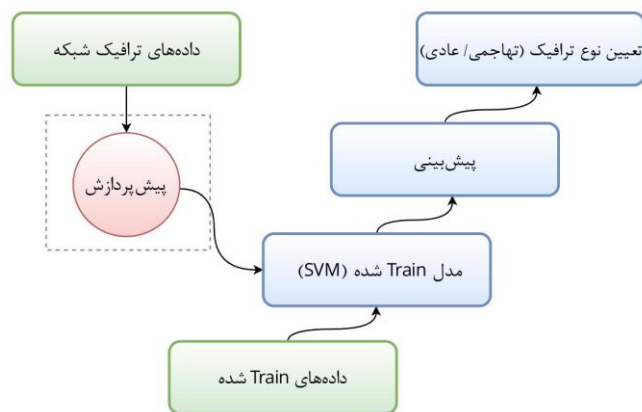 داده‌های ترافیک شبکه
تعیین نوع ترافیک (تهاجمی/ عادی)
پیش‌پردازش
پیش‌بینی
مدل Train شده (SVM)
داده‌های Train شده